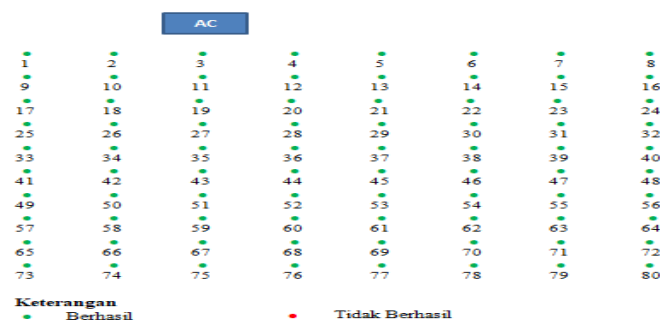 AC
1 2 3 4 5 6 7 8
9 10 11 12 13 14 15 16
17 18 19 20 21 22 23 24
25 26 27 28 29 30 31 32
33 34 35 36 37 38 39 40
41 42 43 44 45 46 47 48
49 50 51 52 53 54 55 56
57 58 59 60 61 62 63 64
65 66 67 68 69 70 71 72
73 74 75 76 77 78 79 80
Keterangan
Berhasil Tidak Berhasil